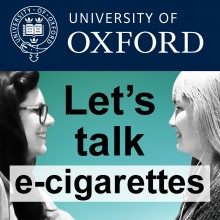 UNIVERSITY OF
OXFORD
Let's
talk
e-cigarettes